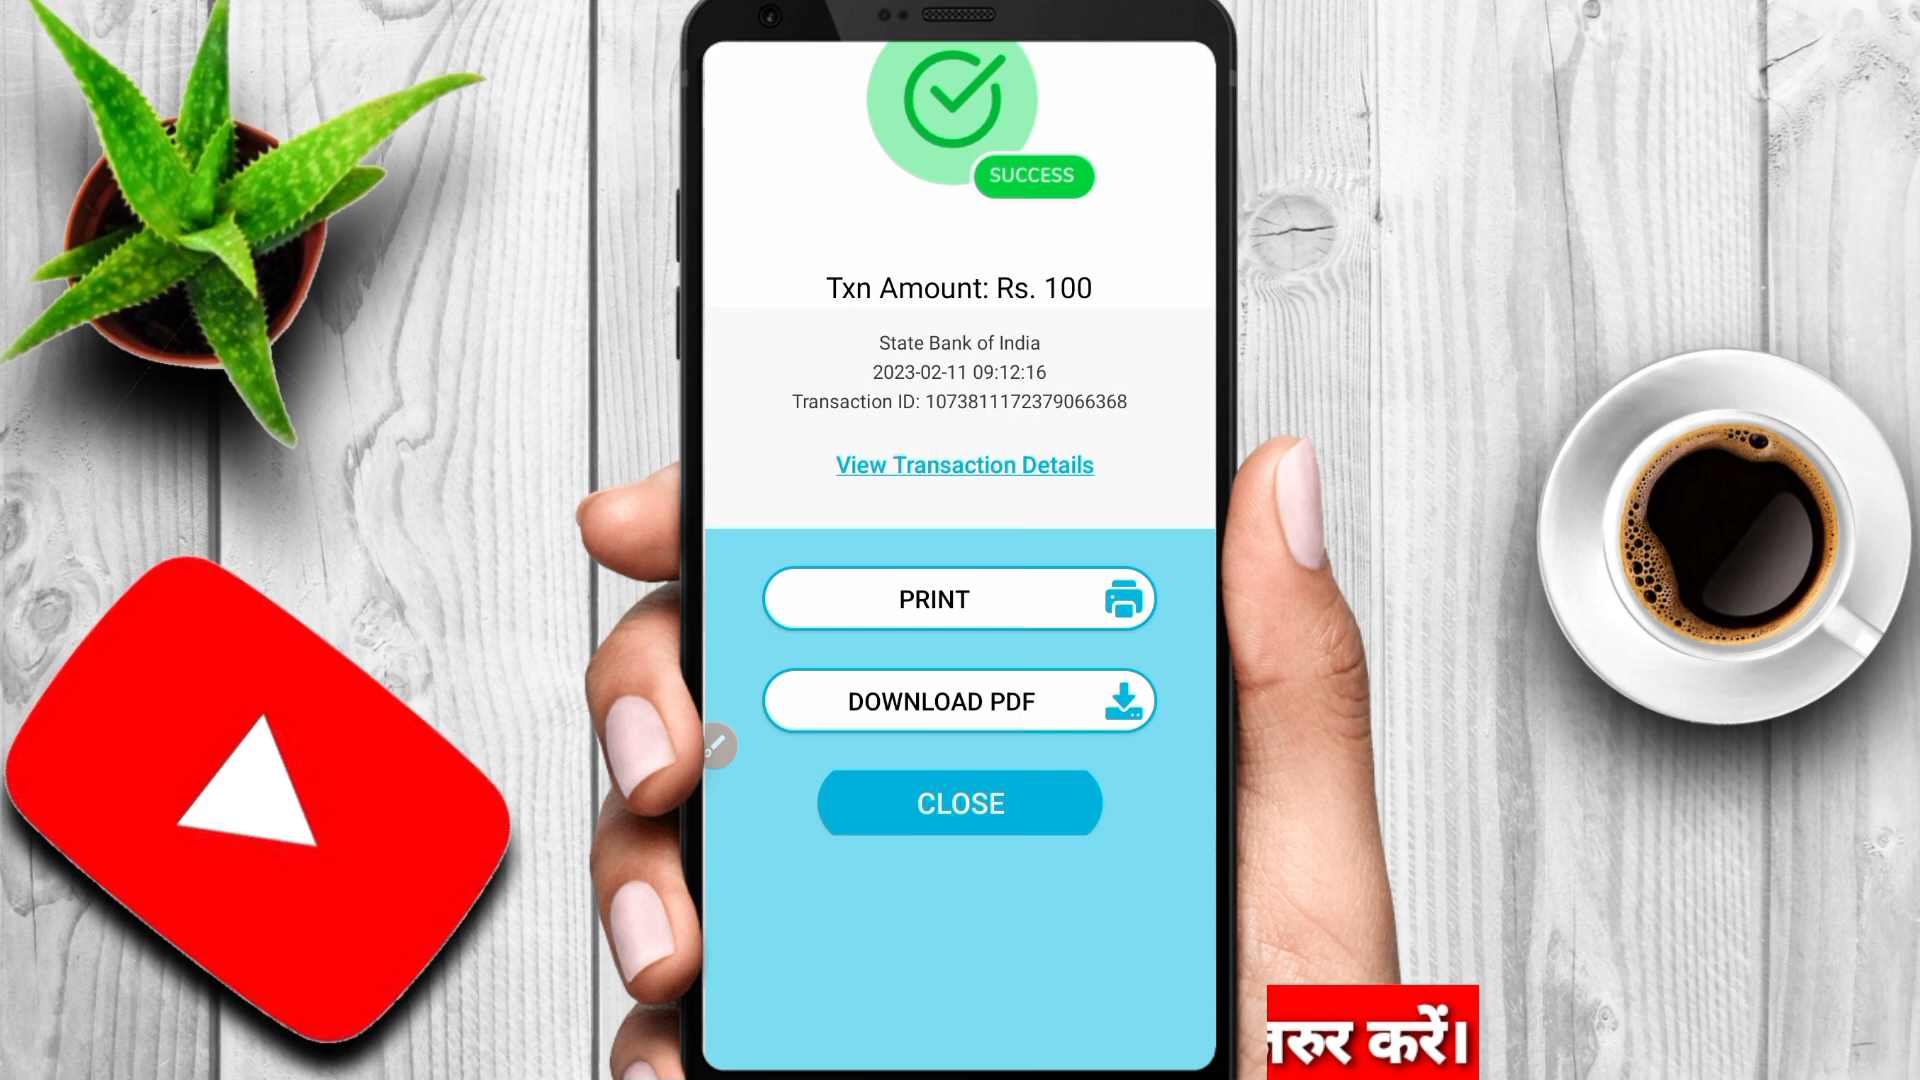 SUCCESS
Txn Amount: Rs. 100
State Bank of India
2023-02-11 09:12:16
Transaction ID: 1073811172379066368
View Transaction Details
PRINT
DOWNLOAD PDF
CLOSE
करें।